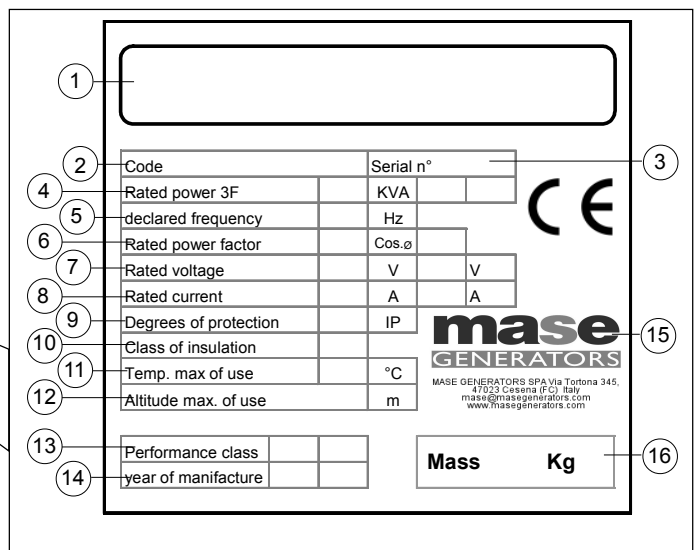 1
2 Code Serial n° 3
4 Rated power 3F KVA
5 declared frequency Hz
6 Rated power factor Cos.ø
7 Rated voltage V V
8 Rated current A A
9 Degrees of protection IP
10 Class of insulation
11 Temp. max of use °C
12 Altitude max. of use m
CE
mase 15
GENERATORS
MASE GENERATORS SPA Via Tortona 345,
47023 Cesena (FC) Italy
mase@masegenerators.com
www.masegenerators.com
13 Performance class
14 year of manifacture
Mass Kg 16